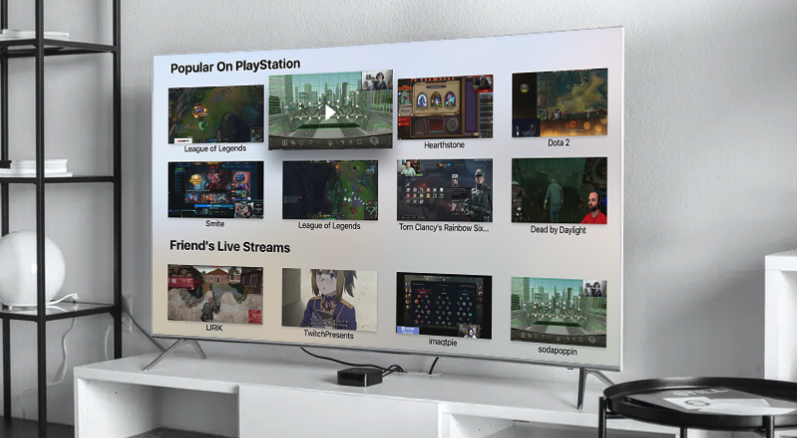 Popular On PlayStation
League of Legends
Hearthstone
Dota 2
Smite
League of Legends
Tom Clancy's Rainbow Six...
Dead by Daylight
Friend's Live Streams
LIRIK
TwitchPresents
imaqtpie
sodapoppin